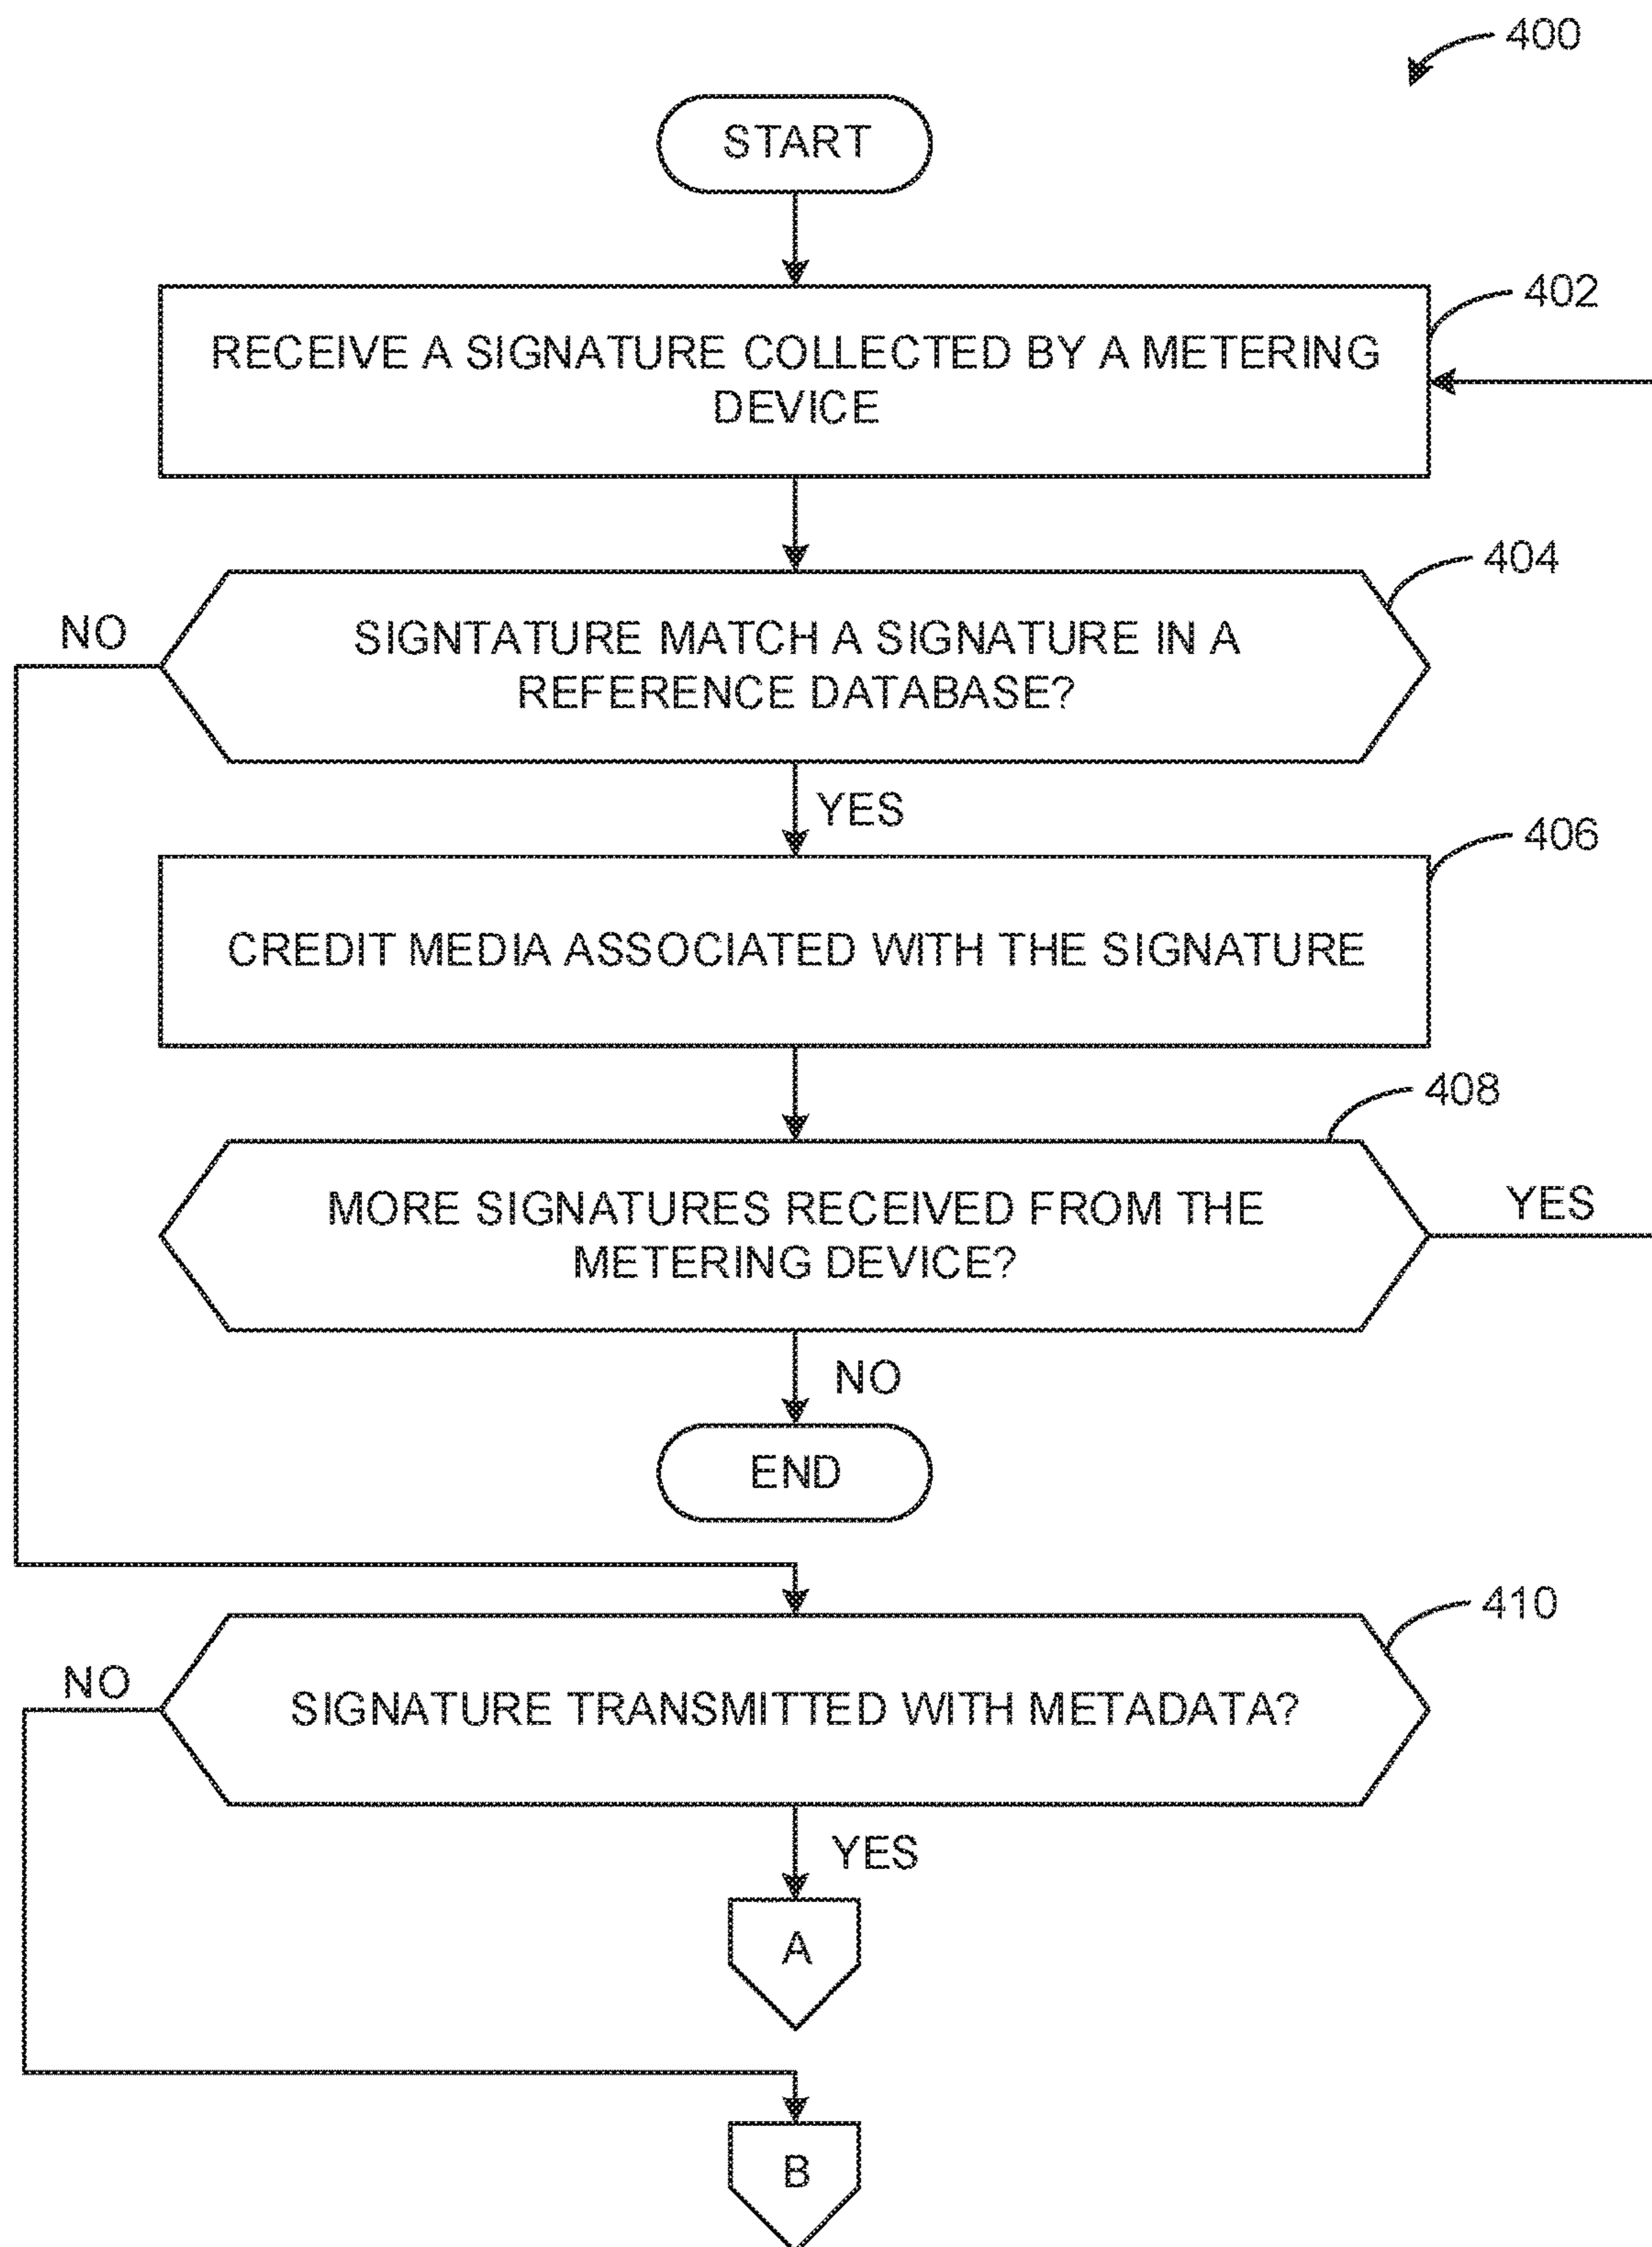 400
START
402
RECEIVE A SIGNATURE COLLECTED BY A METERING
DEVICE
404
NO
SIGNTATURE MATCH A SIGNATURE IN A
REFERENCE DATABASE?
YES
406
CREDIT MEDIA ASSOCIATED WITH THE SIGNATURE
408
MORE SIGNATURES RECEIVED FROM THE
METERING DEVICE?
YES
NO
END
410
NO
SIGNATURE TRANSMITTED WITH METADATA?
YES
A
B